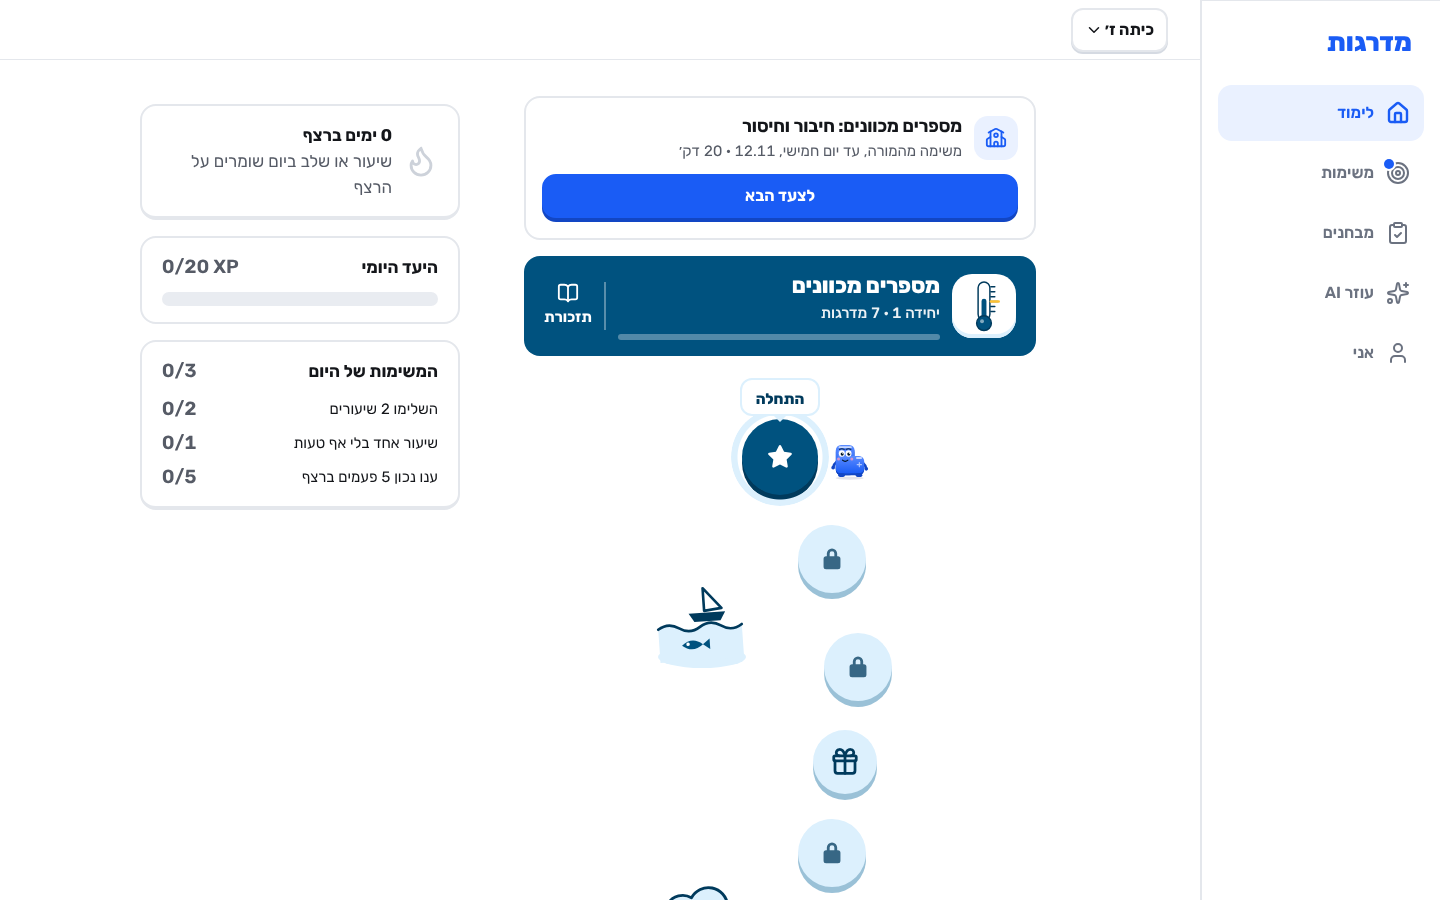 מדרגות
לימוד
משימות
מבחנים
עוזר AI
אני
כיתה ז׳
מספרים מכוונים: חיבור וחיסור
משימה מהמורה, עד יום חמישי, 12.11 • 20 דק׳
לצעד הבא
מספרים מכוונים
יחידה 1 • 7 מדרגות
תזכורת
התחלה
0 ימים ברצף
שיעור או שלב ביום שומרים על
הרצף
היעד היומי 0/20 XP
המשימות של היום 0/3
השלימו 2 שיעורים 0/2
שיעור אחד בלי אף טעות 0/1
ענו נכון 5 פעמים ברצף 0/5